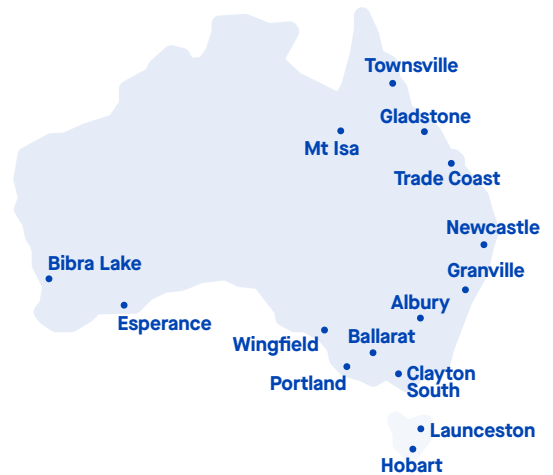 Townsville
Gladstone
Mt Isa
Trade Coast
Newcastle
Bibra Lake
Granville
Albury
Esperance
Ballarat
Wingfield
Clayton
South
Portland
Launceston
Hobart